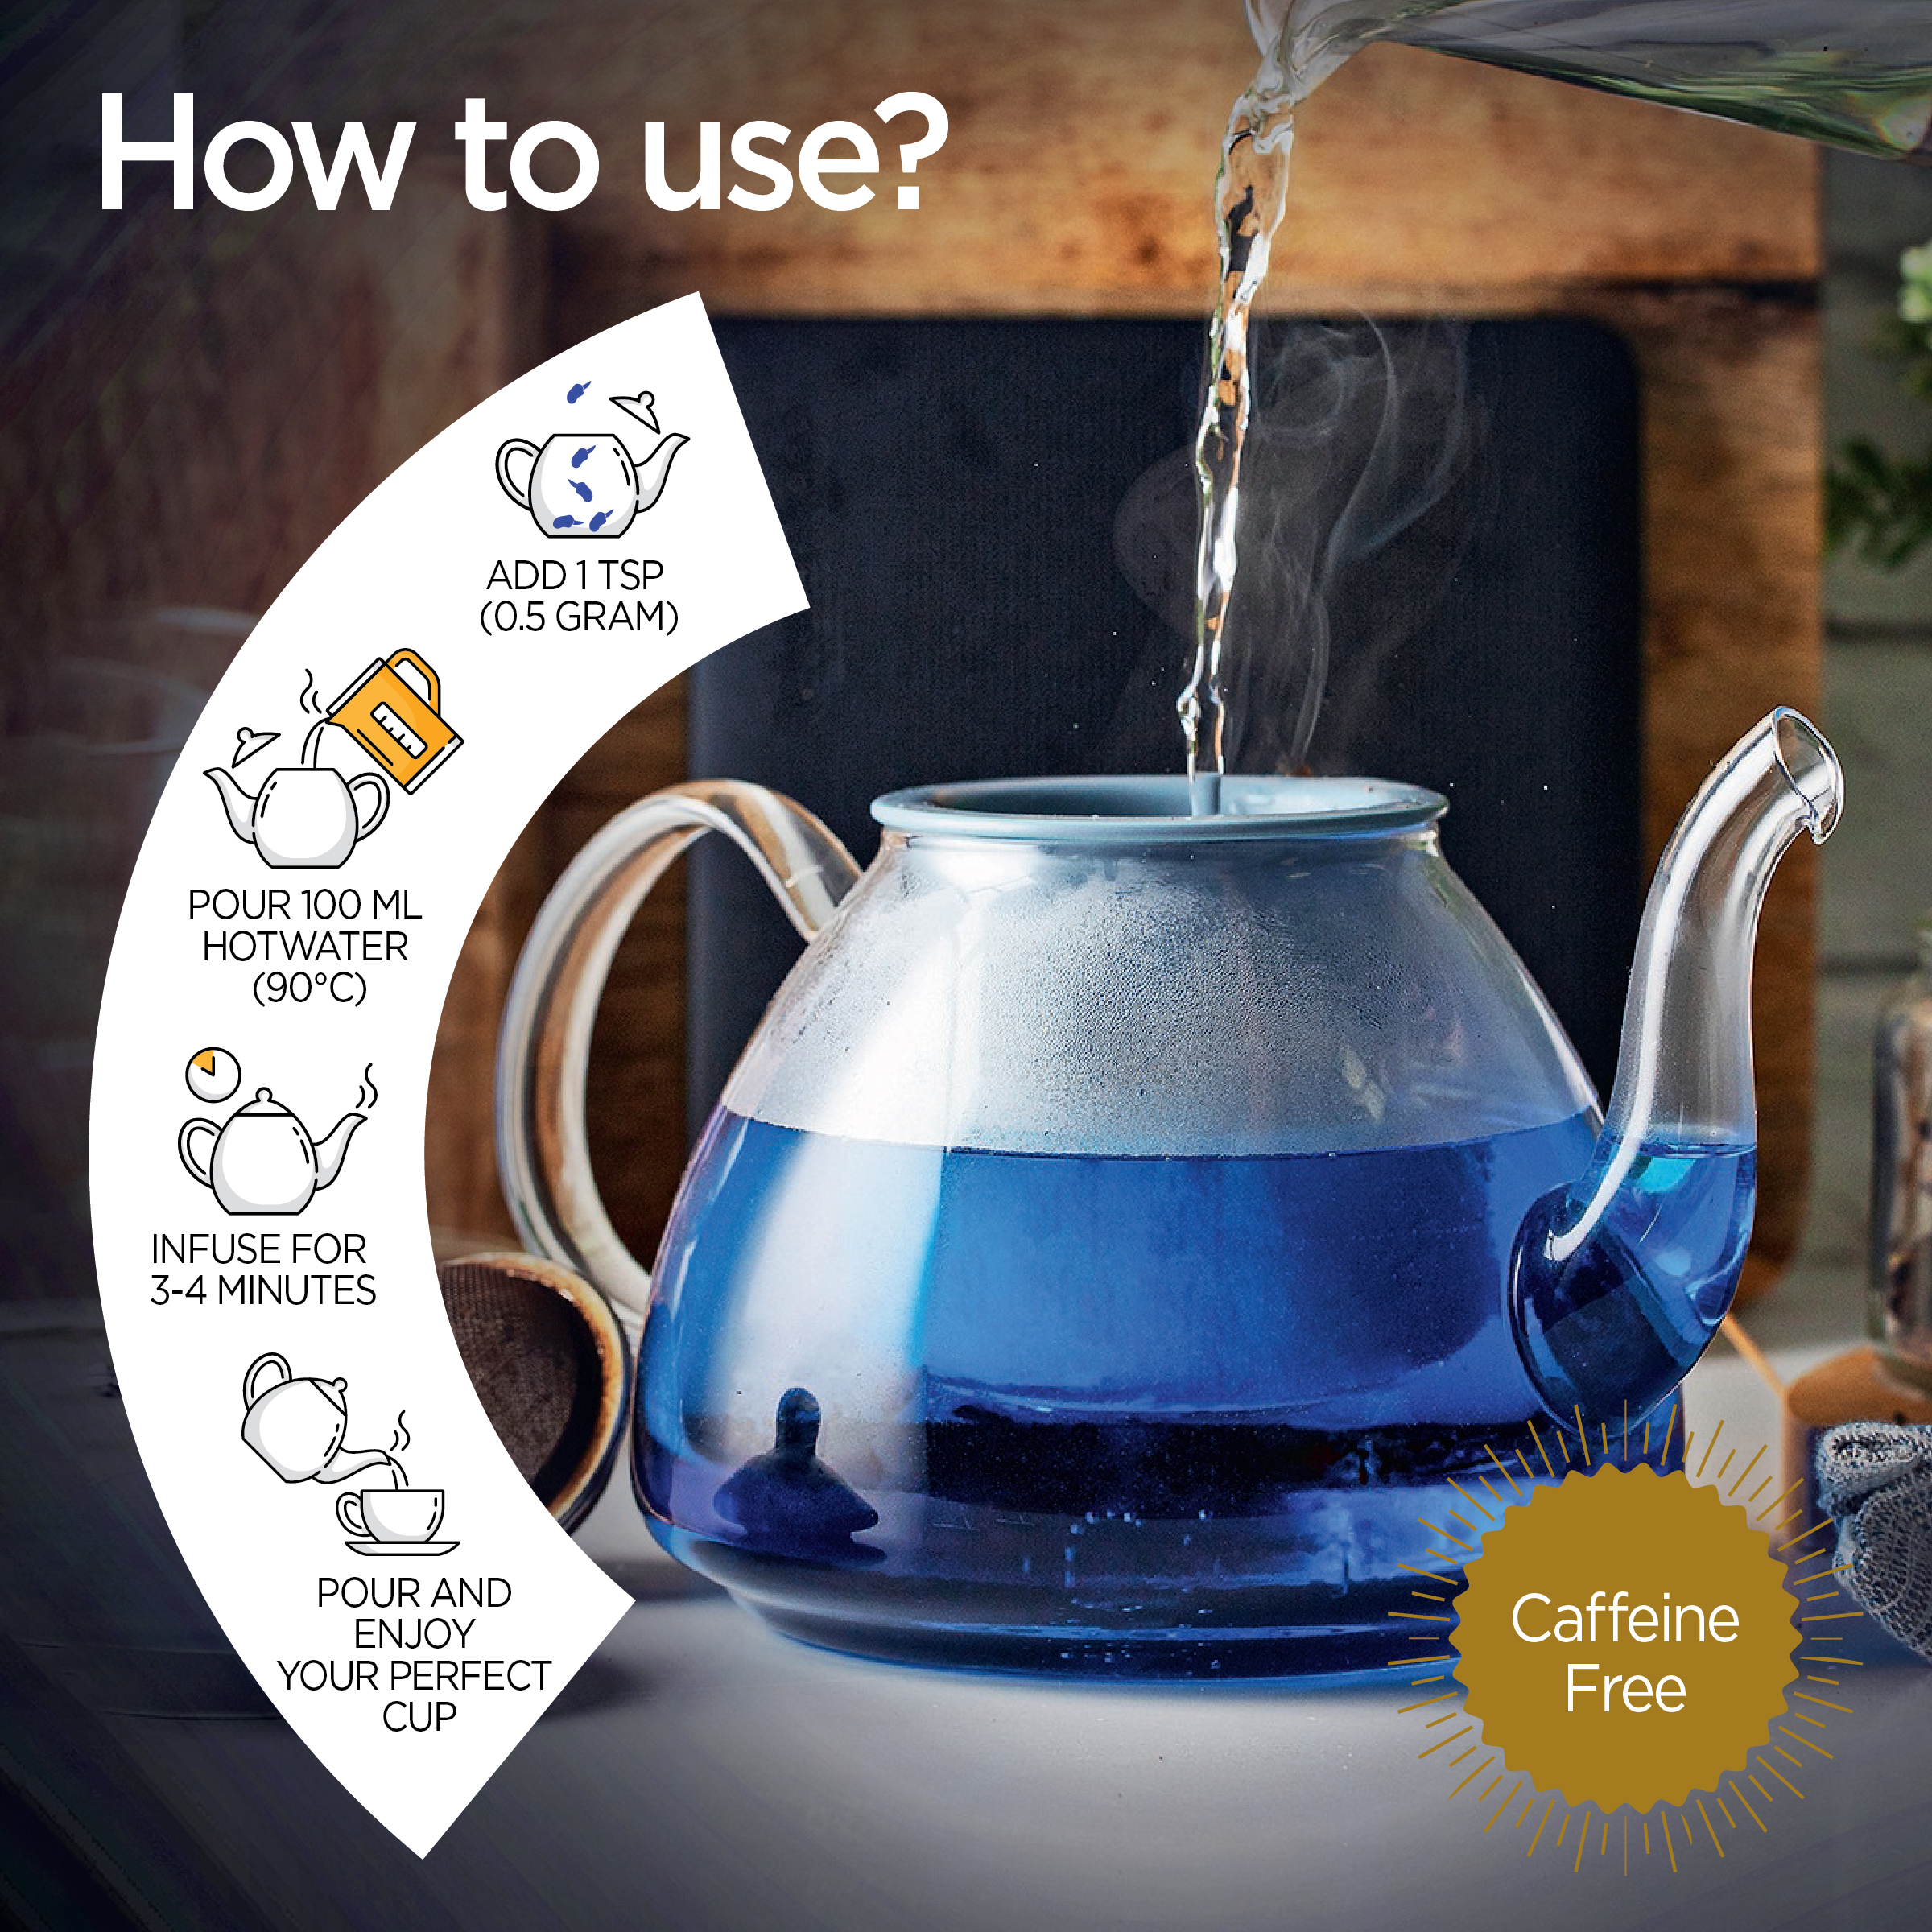 How to use?
ADD 1 TSP
(0.5 GRAM)
POUR 100 ML
HOTWATER
(90°C)
INFUSE FOR
3-4 MINUTES
POUR AND
ENJOY
YOUR PERFECT
CUP
Caffeine
Free